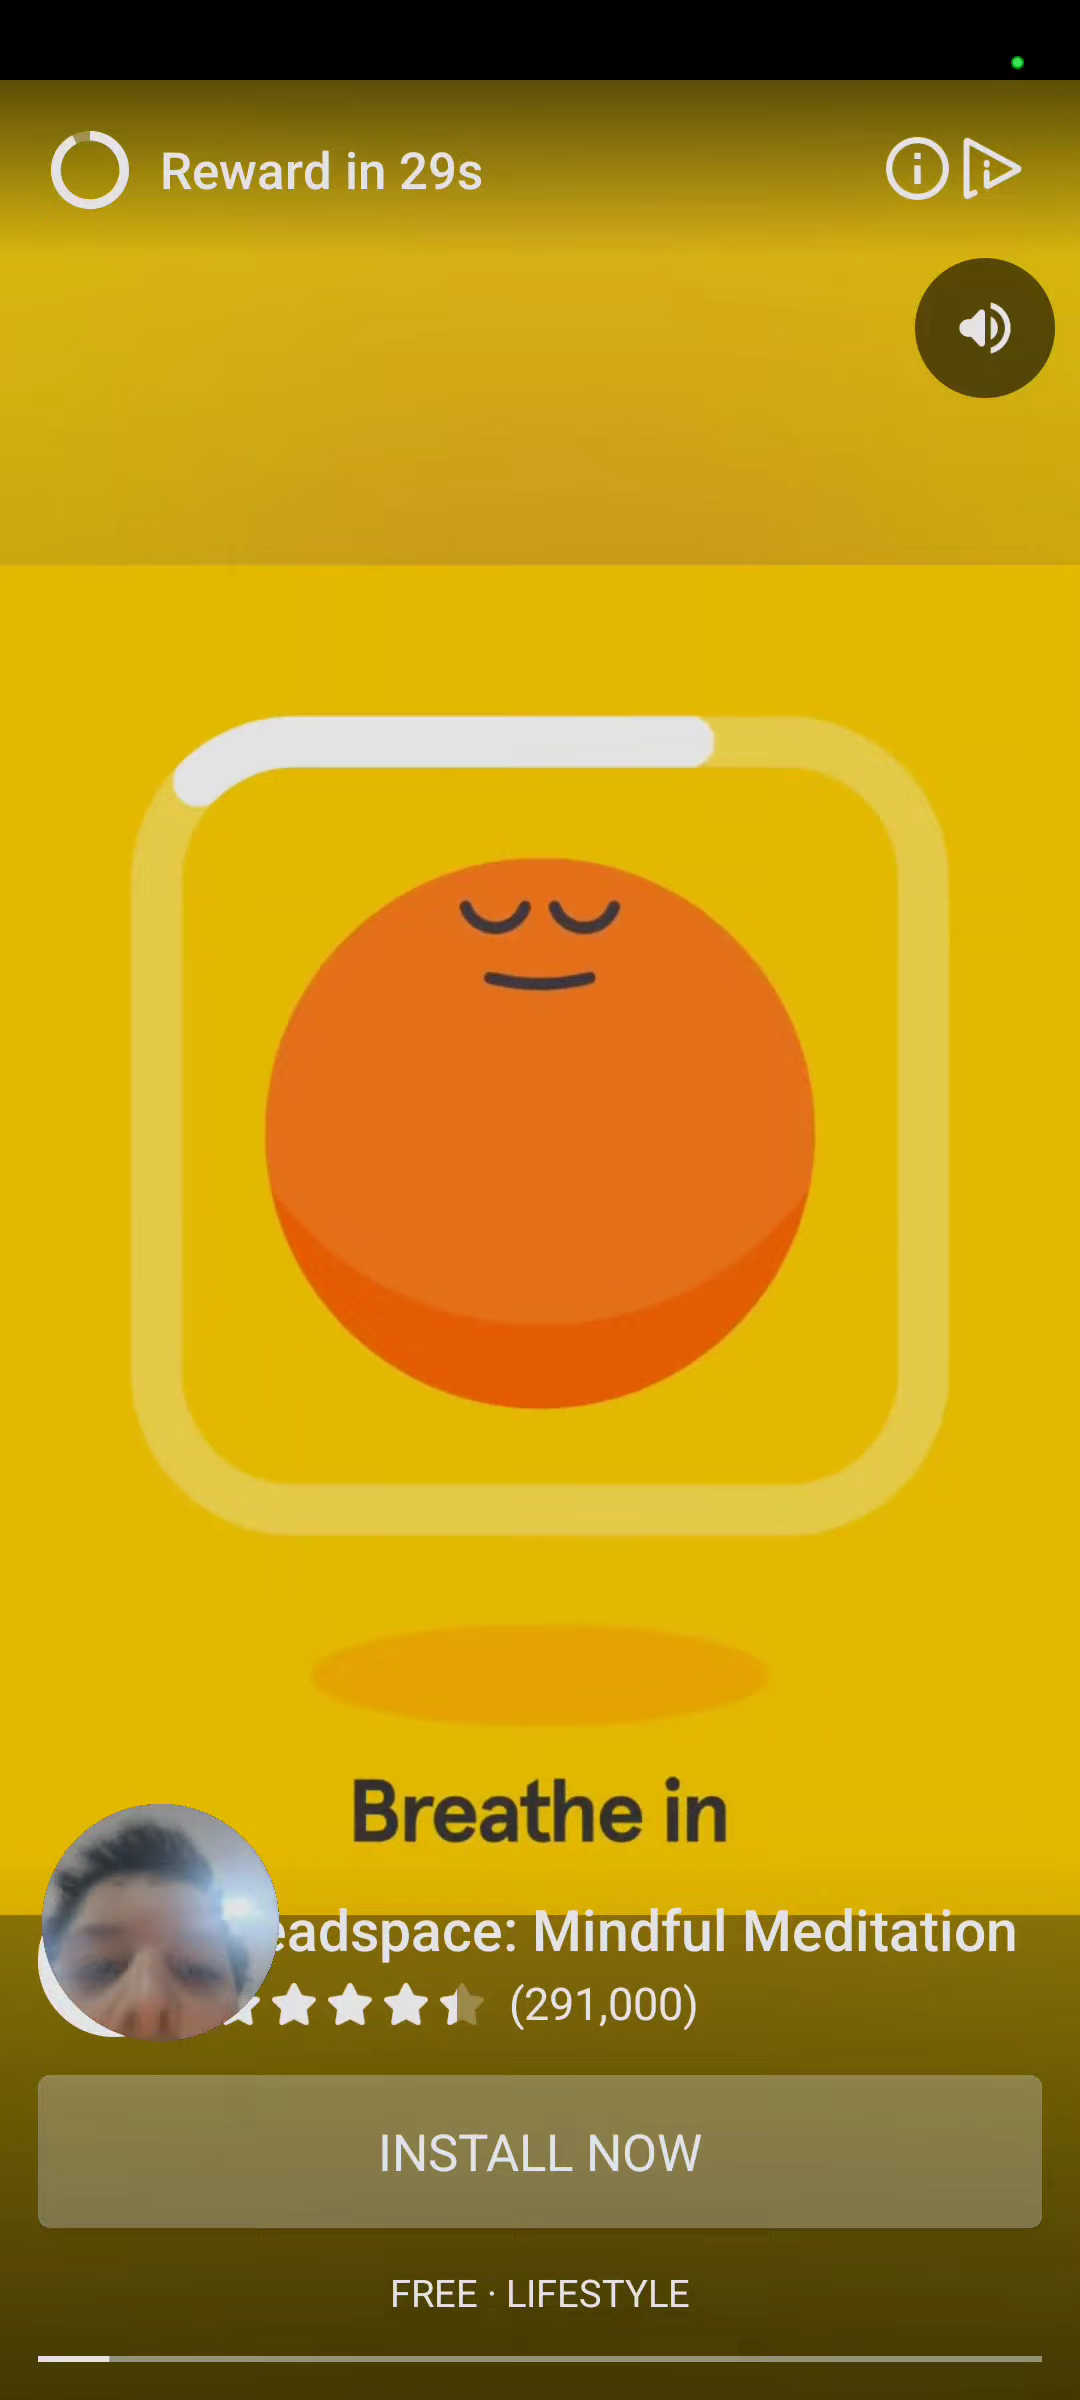 Reward in 29s
Breathe in
eadspace: Mindful Meditation
(291,000)
INSTALL NOW
FREE · LIFESTYLE